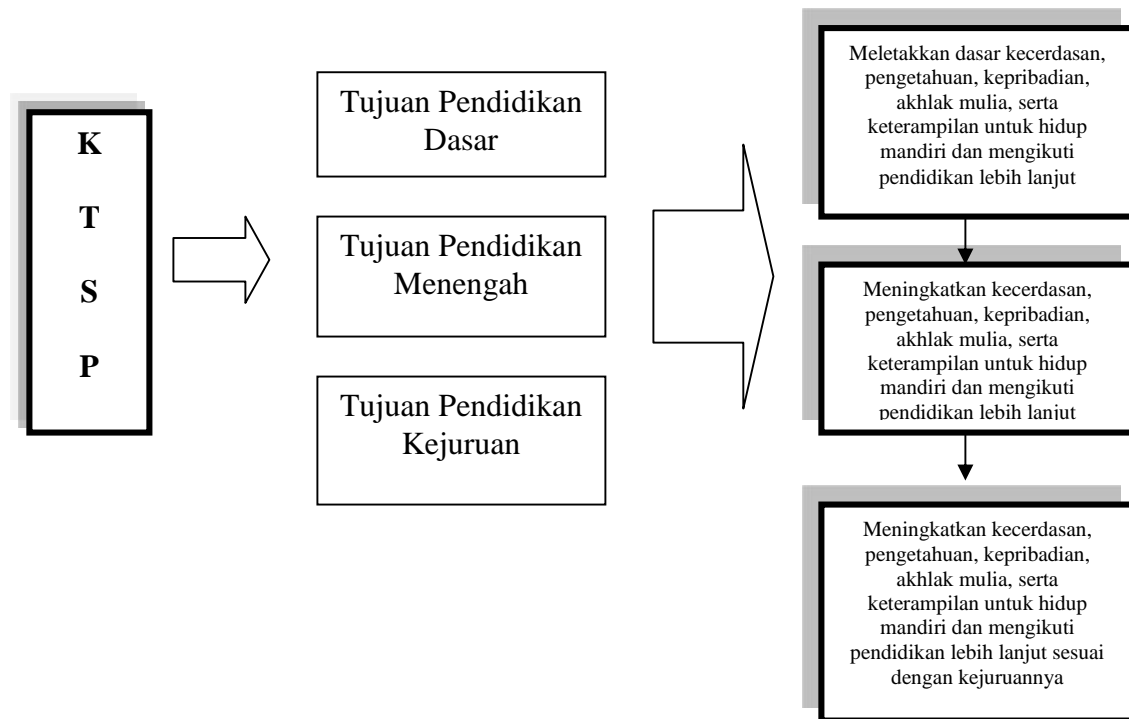 K
T
S
P
Tujuan Pendidikan
Dasar
Tujuan Pendidikan
Menengah
Tujuan Pendidikan
Kejuruan
Meletakkan dasar kecerdasan,
pengetahuan, kepribadian,
akhlak mulia, serta
keterampilan untuk hidup
mandiri dan mengikuti
pendidikan lebih lanjut
Meningkatkan kecerdasan,
pengetahuan, kepribadian,
akhlak mulia, serta
keterampilan untuk hidup
mandiri dan mengikuti
pendidikan lebih lanjut
Meningkatkan kecerdasan,
pengetahuan, kepribadian,
akhlak mulia, serta
keterampilan untuk hidup
mandiri dan mengikuti
pendidikan lebih lanjut sesuai
dengan kejuruannya